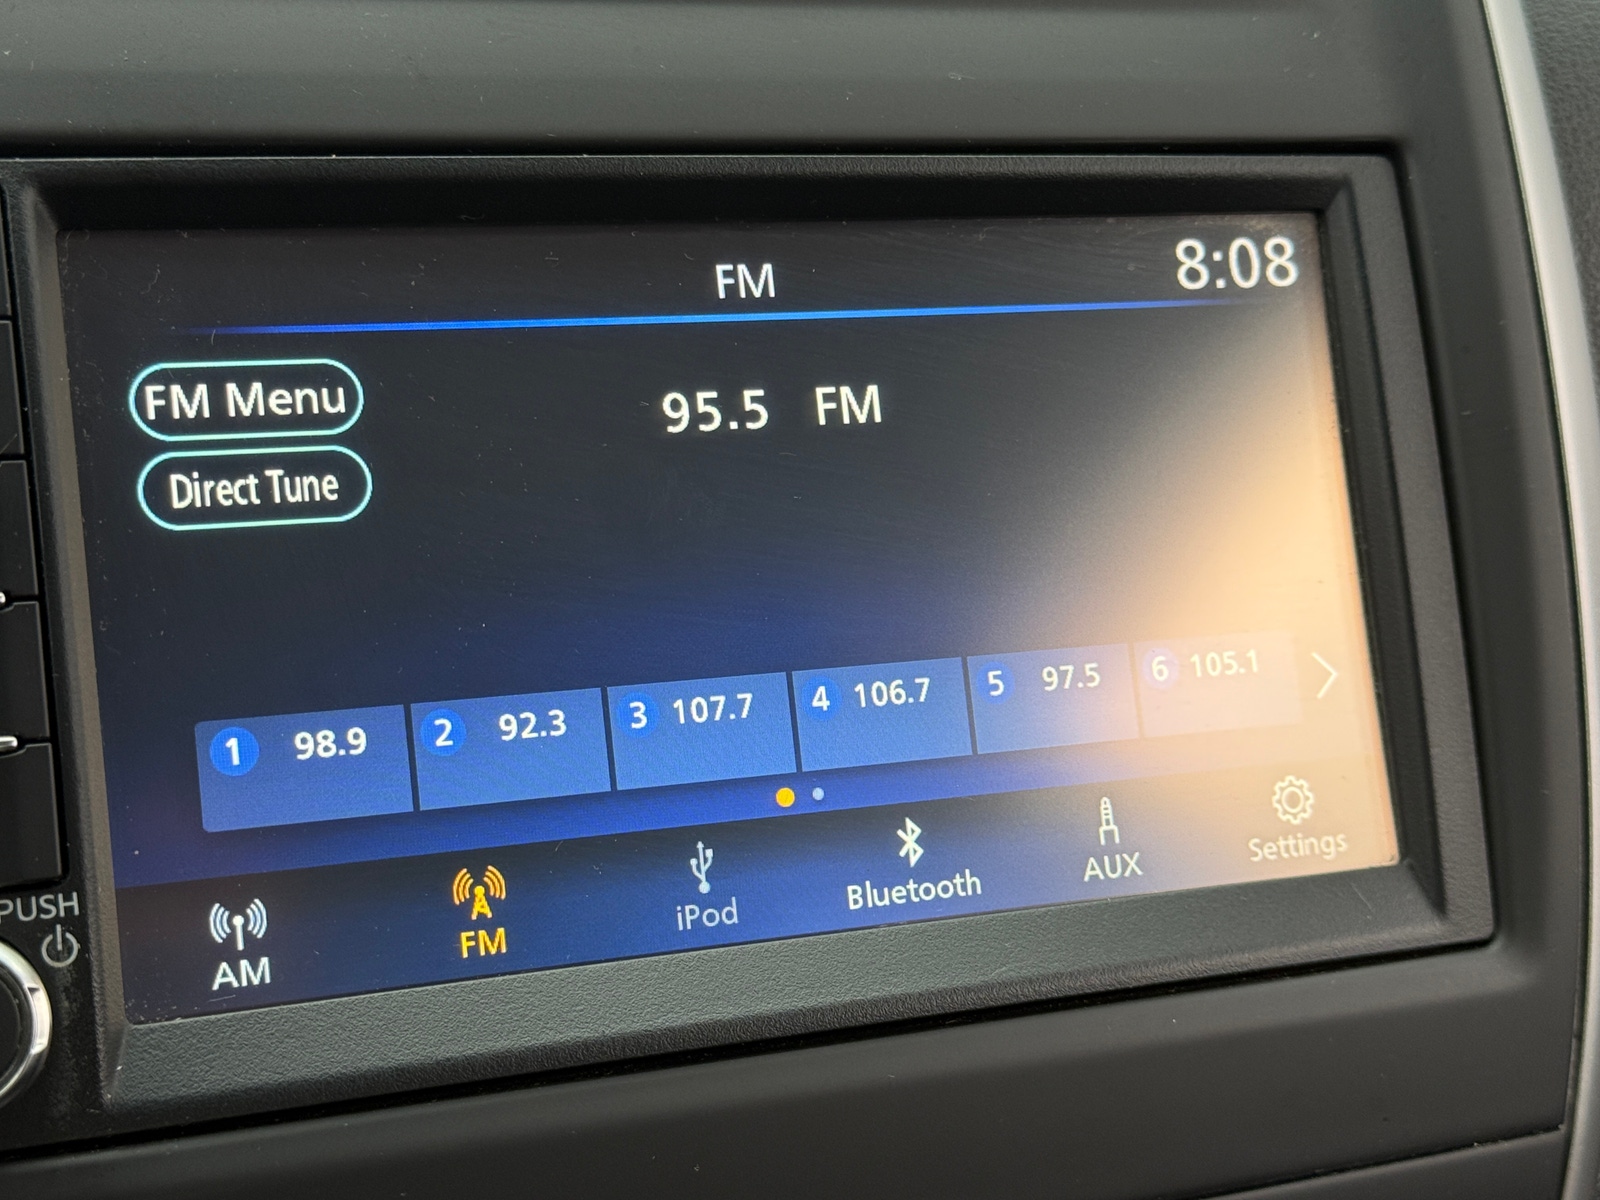 FM
8:08
FM Menu
95.5 FM
Direct Tune
1 98.9
2 92.3
3 107.7
4 106.7
5 97.5
6 105.1
PUSH
AM
FM
iPod
Bluetooth
AUX
Settings